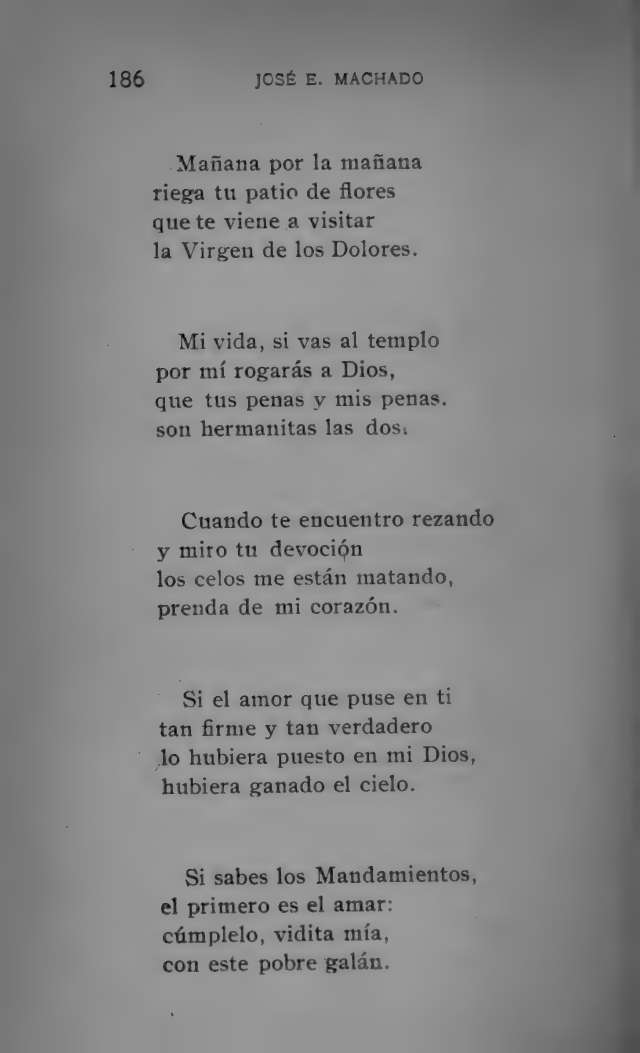 186 JOSÉ E. MACHADO
Mañana por la mañana
riega tu patio de flores
que te viene a visitar
la Virgen de los Dolores.
Mi vida, si vas al templo
por mí rogarás a Dios,
que tus penas y mis penas.
son hermanitas las dos.
Cuando te encuentro rezando
y miro tu devoción
los celos me están matando,
prenda de mi corazón.
Si el amor que puse en ti
tan firme y tan verdadero
lo hubiera puesto en mi Dios,
hubiera ganado el cielo.
Si sabes los Mandamientos,
el primero es el amar:
cúmplelo, vidita mía,
con este pobre galán.